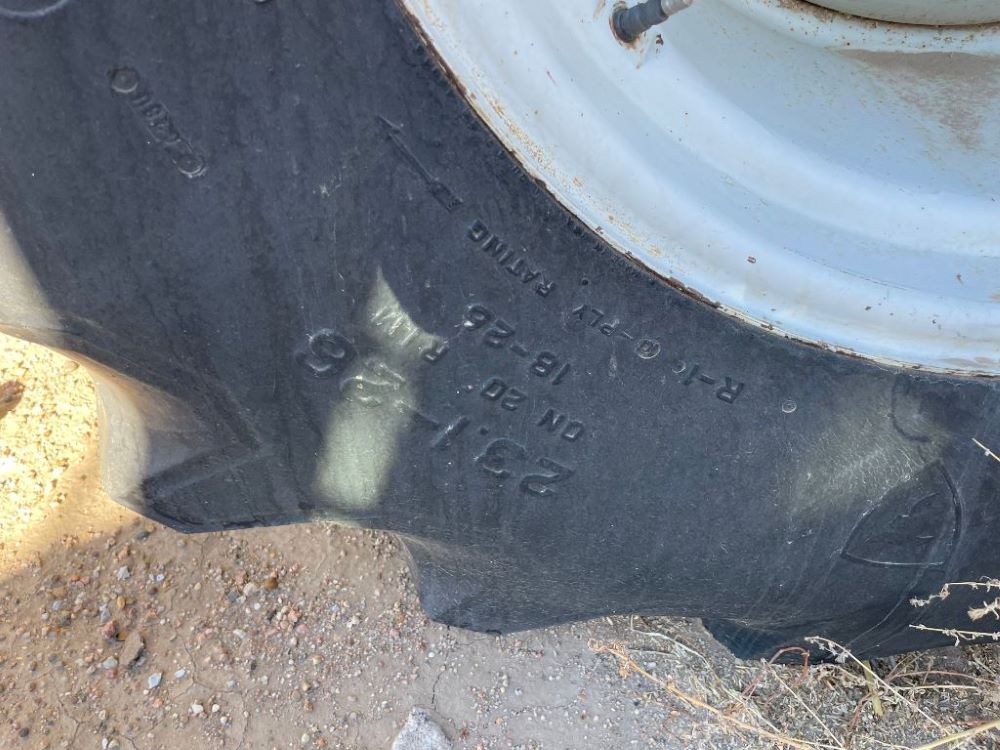 23.1-26
ON 20 RIM
18-26
R-1
-PLY RATING